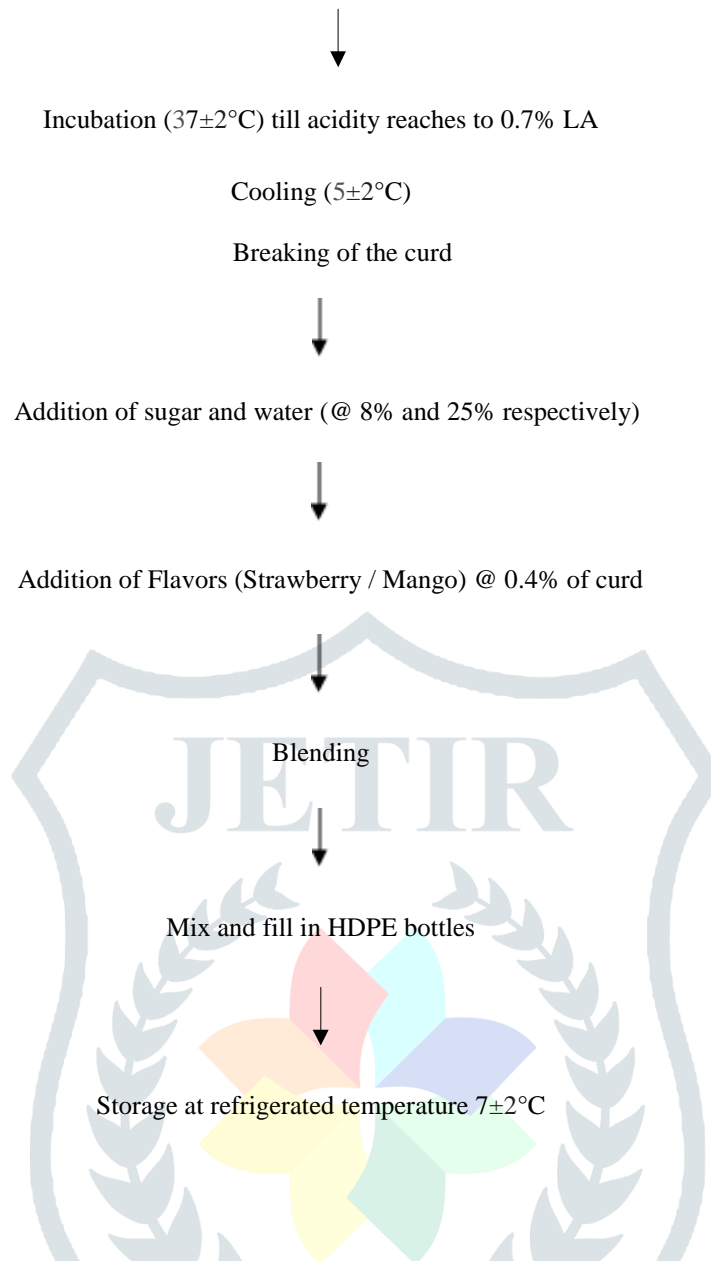 Incubation (37±2°C) till acidity reaches to 0.7% LA
Cooling (5±2°C)
Breaking of the curd
Addition of sugar and water (@ 8% and 25% respectively)
Addition of Flavors (Strawberry / Mango) @ 0.4% of curd
JETIR
Blending
Mix and fill in HDPE bottles
Storage at refrigerated temperature 7±2°C